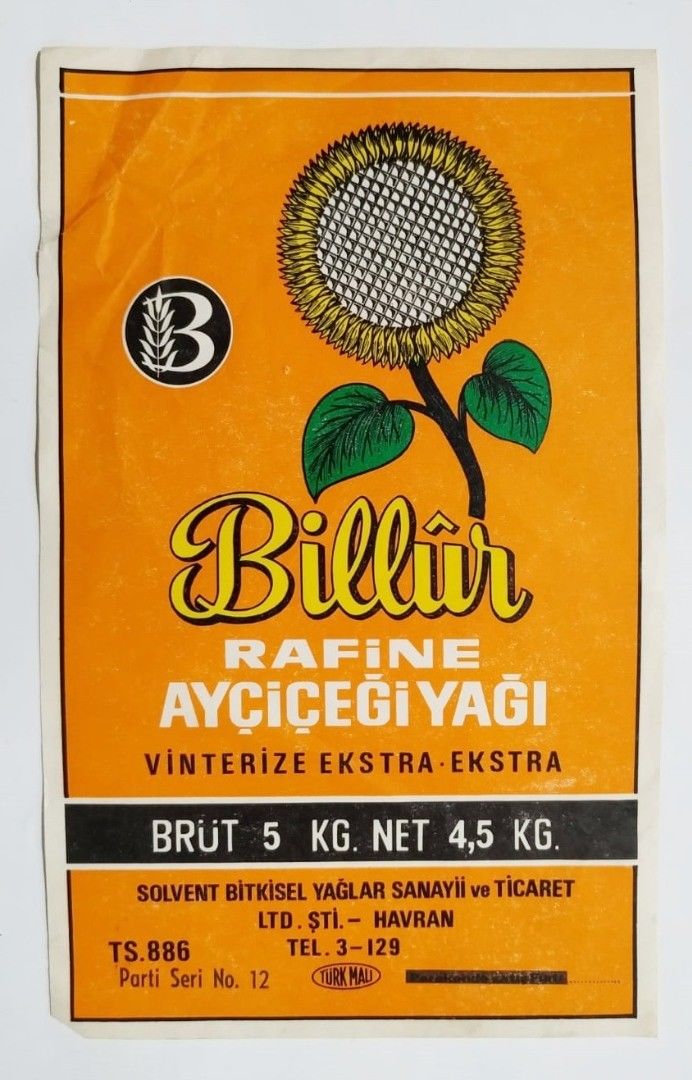 B
Billûr
RAFİNE
AYÇİÇEĞİ YAĞI
VİNTERİZE EKSTRA·EKSTRA
BRÜT 5 KG. NET 4,5 KG.
SOLVENT BİTKİSEL YAĞLAR SANAYİİ ve TİCARET
LTD. ŞTİ.– HAVRAN
TS.886 TEL. 3–129
Parti Seri No. 12 TÜRK MALI